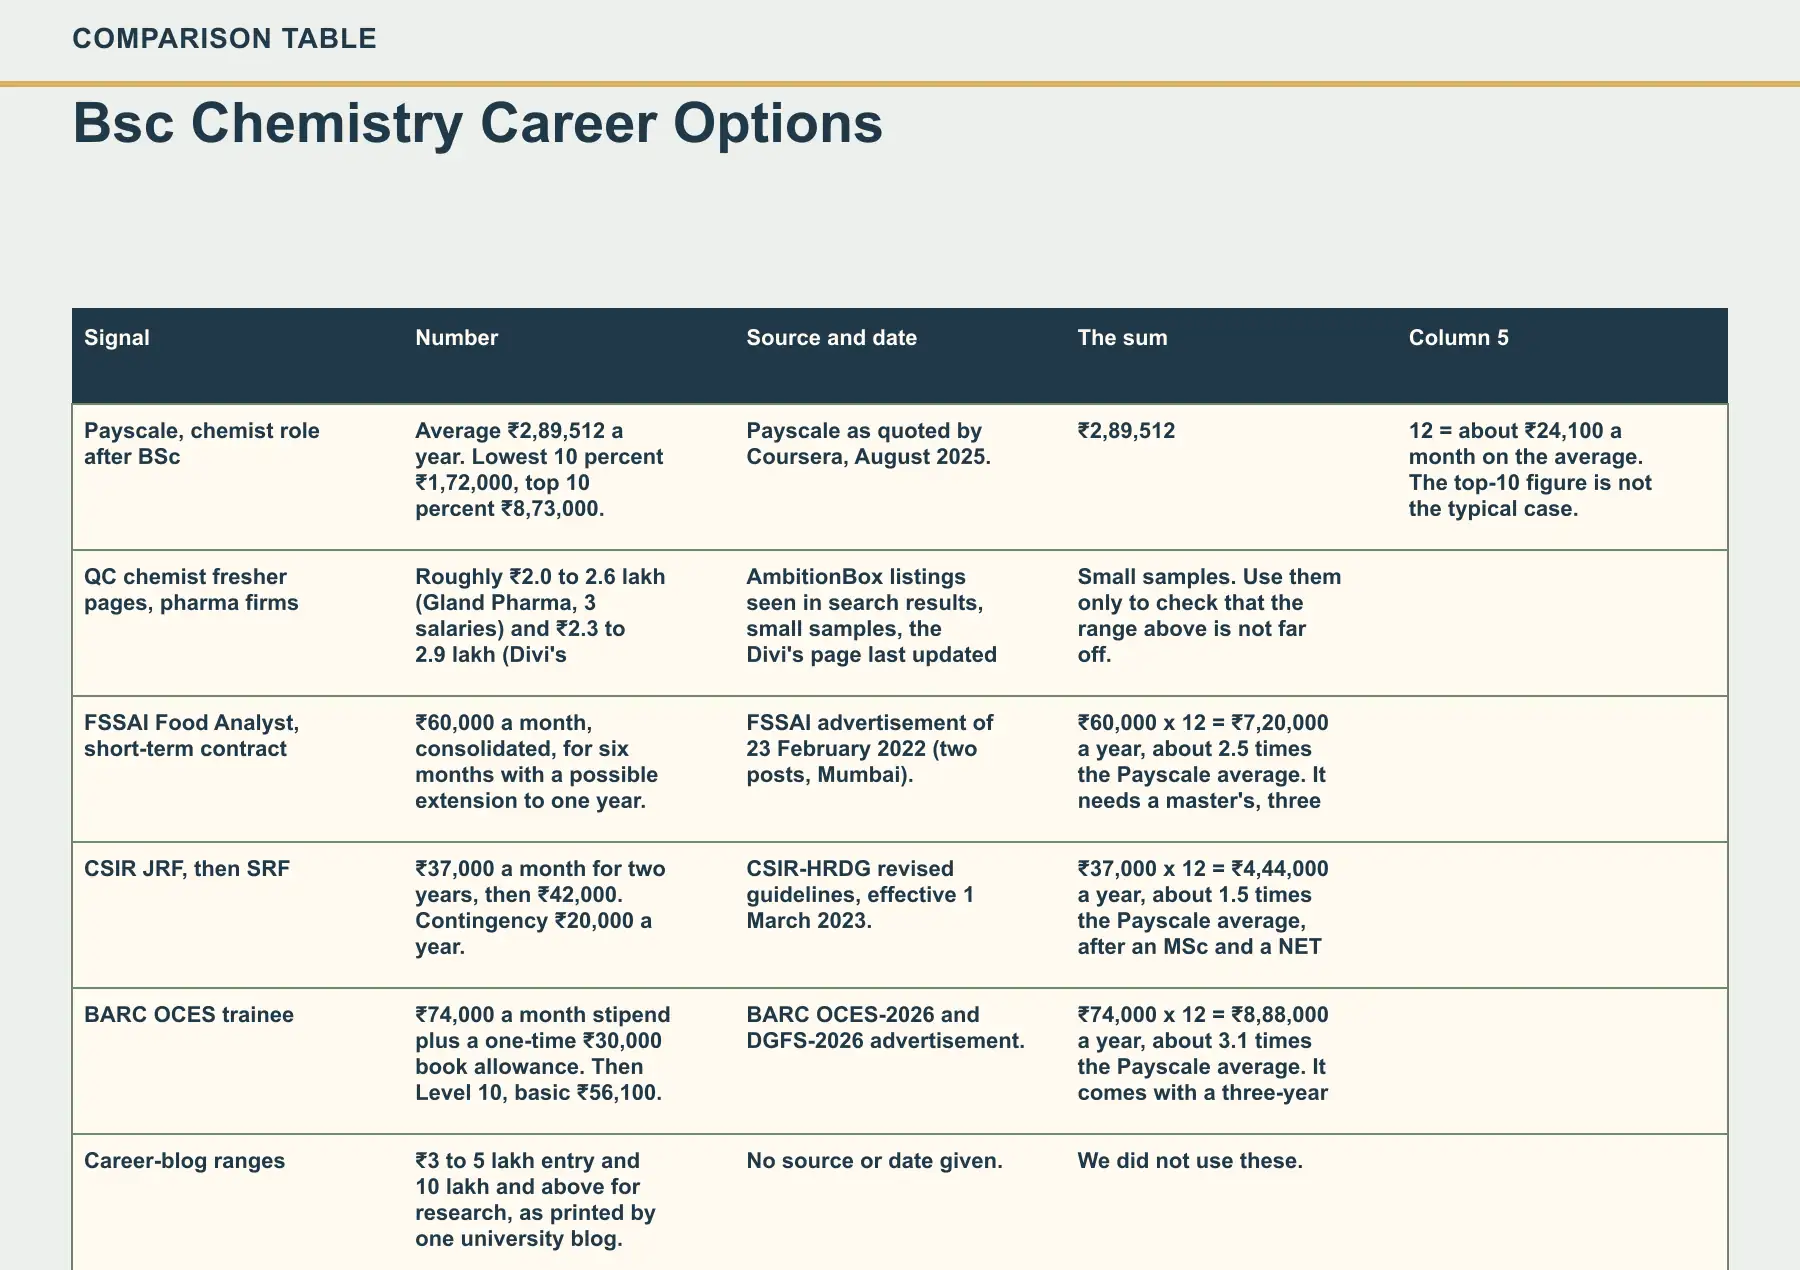 COMPARISON TABLE
Bsc Chemistry Career Options
Signal
Number
Source and date
The sum
Column 5
Payscale, chemist role
after BSc
Average ₹2,89,512 a
year. Lowest 10 percent
₹1,72,000, top 10
percent ₹8,73,000.
Payscale as quoted by
Coursera, August 2025.
₹2,89,512
12 = about ₹24,100 a
month on the average.
The top-10 figure is not
the typical case.
QC chemist fresher
pages, pharma firms
Roughly ₹2.0 to 2.6 lakh
(Gland Pharma, 3
salaries) and ₹2.3 to
2.9 lakh (Divi's
AmbitionBox listings
seen in search results,
small samples, the
Divi's page last updated
Small samples. Use them
only to check that the
range above is not far
off.
FSSAI Food Analyst,
short-term contract
₹60,000 a month,
consolidated, for six
months with a possible
extension to one year.
FSSAI advertisement of
23 February 2022 (two
posts, Mumbai).
₹60,000 x 12 = ₹7,20,000
a year, about 2.5 times
the Payscale average. It
needs a master's, three
CSIR JRF, then SRF
₹37,000 a month for two
years, then ₹42,000.
Contingency ₹20,000 a
year.
CSIR-HRDG revised
guidelines, effective 1
March 2023.
₹37,000 x 12 = ₹4,44,000
a year, about 1.5 times
the Payscale average,
after an MSc and a NET
BARC OCES trainee
₹74,000 a month stipend
plus a one-time ₹30,000
book allowance. Then
Level 10, basic ₹56,100.
BARC OCES-2026 and
DGFS-2026 advertisement.
₹74,000 x 12 = ₹8,88,000
a year, about 3.1 times
the Payscale average. It
comes with a three-year
Career-blog ranges
₹3 to 5 lakh entry and
10 lakh and above for
research, as printed by
one university blog.
No source or date given.
We did not use these.